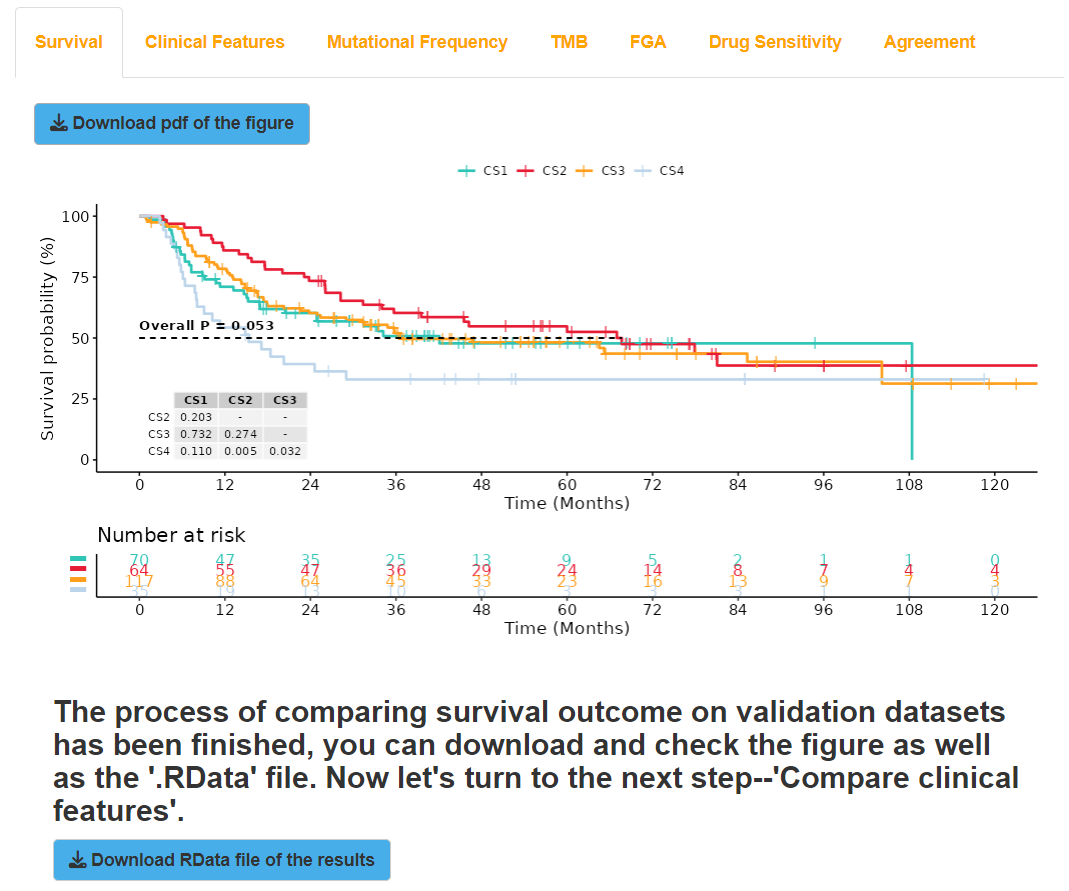 Survival Clinical Features Mutational Frequency TMB FGA Drug Sensitivity Agreement
Download pdf of the figure
CS1 CS2 CS3 CS4
Survival probability (%)
100
75
50
25
0
Overall P = 0.053
CS1 CS2 CS3
CS2 0.203 - -
CS3 0.732 0.274 -
CS4 0.110 0.005 0.032
0 12 24 36 48 60 72 84 96 108 120
Time (Months)
Number at risk
70 47 35 25 13 9 5 2 1 1 0
64 55 47 36 29 24 14 8 7 4 4
117 88 64 45 33 23 16 13 9 7 3
0 12 24 36 48 60 72 84 96 108 120
Time (Months)
The process of comparing survival outcome on validation datasets
has been finished, you can download and check the figure as well
as the '.RData' file. Now let's turn to the next step--'Compare clinical
features'.
Download RData file of the results